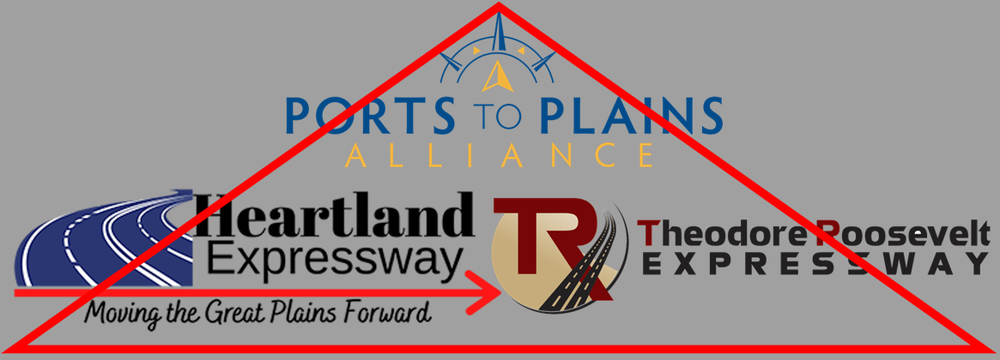 PORTS TO PLAINS
ALLIANCE
Heartland
Expressway
Moving the Great Plains Forward
TR
Theodore Roosevelt
EXPRESSWAY